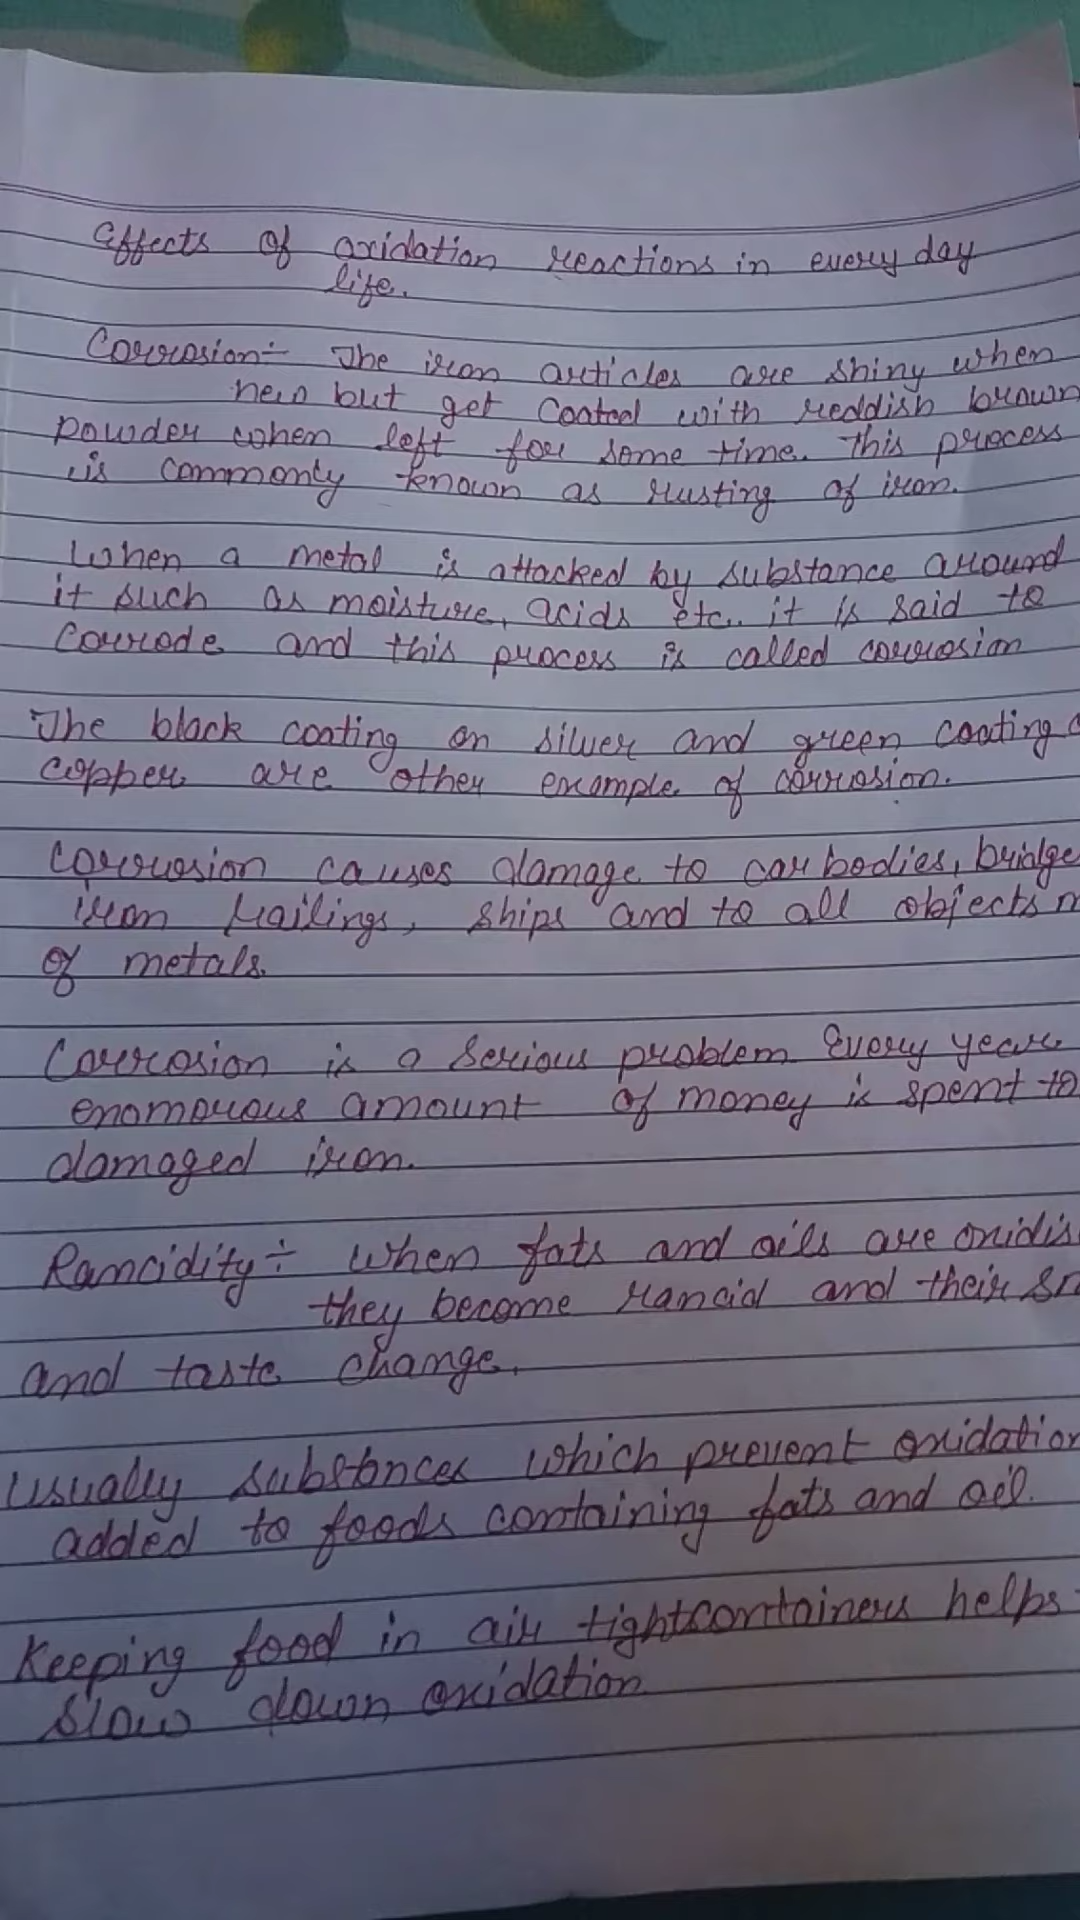 Effects of oxidation reactions in every day
life.
Corrosion÷ The iron articles are shiny when
new but get coated with reddish brown
powder when left for some time. This process
is commonly known as rusting of iron.
When a metal is attacked by substance around
it such as moisture, acids etc. it is said to
corrode and this process is called corrosion
The black coating on silver and green coating
copper are other example of corrosion.
Corrosion causes damage to car bodies, bridge
iron railings, ships and to all objects m
of metals.
Corrosion is a serious problem. Every year
enomorous amount of money is spent to
damaged iron.
Rancidity÷ When fats and oils are oxidis
they become rancid and their sm
and taste change.
Usually substances which prevent oxidation
added to foods containing fats and oil.
Keeping food in air tightcontainers helps
slow down oxidation